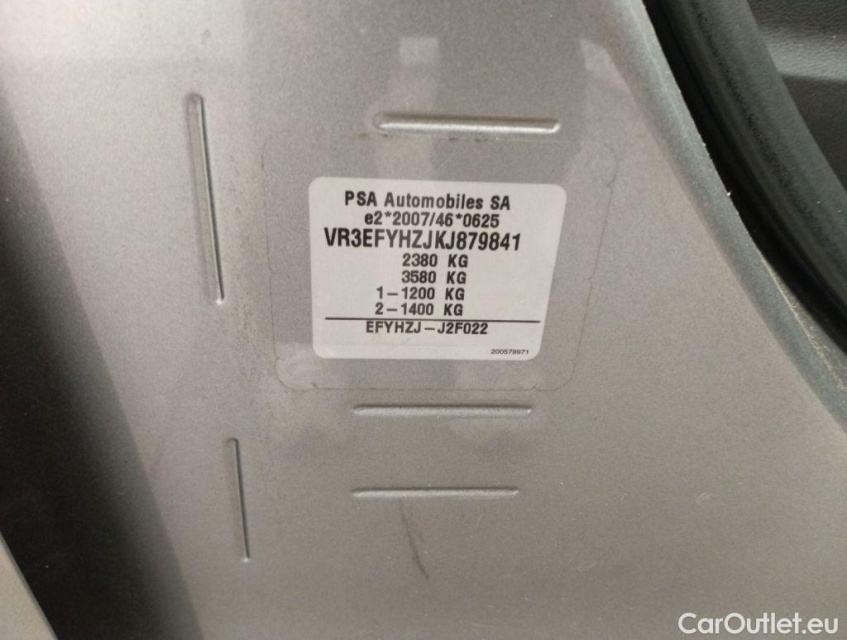 PSA Automobiles SA
e2*2007/46*0625
VR3EFYHZJKJ879841
2380 KG
3580 KG
1-1200 KG
2-1400 KG
EFYHZJ-J2F022
200579971
CarOutlet.eu